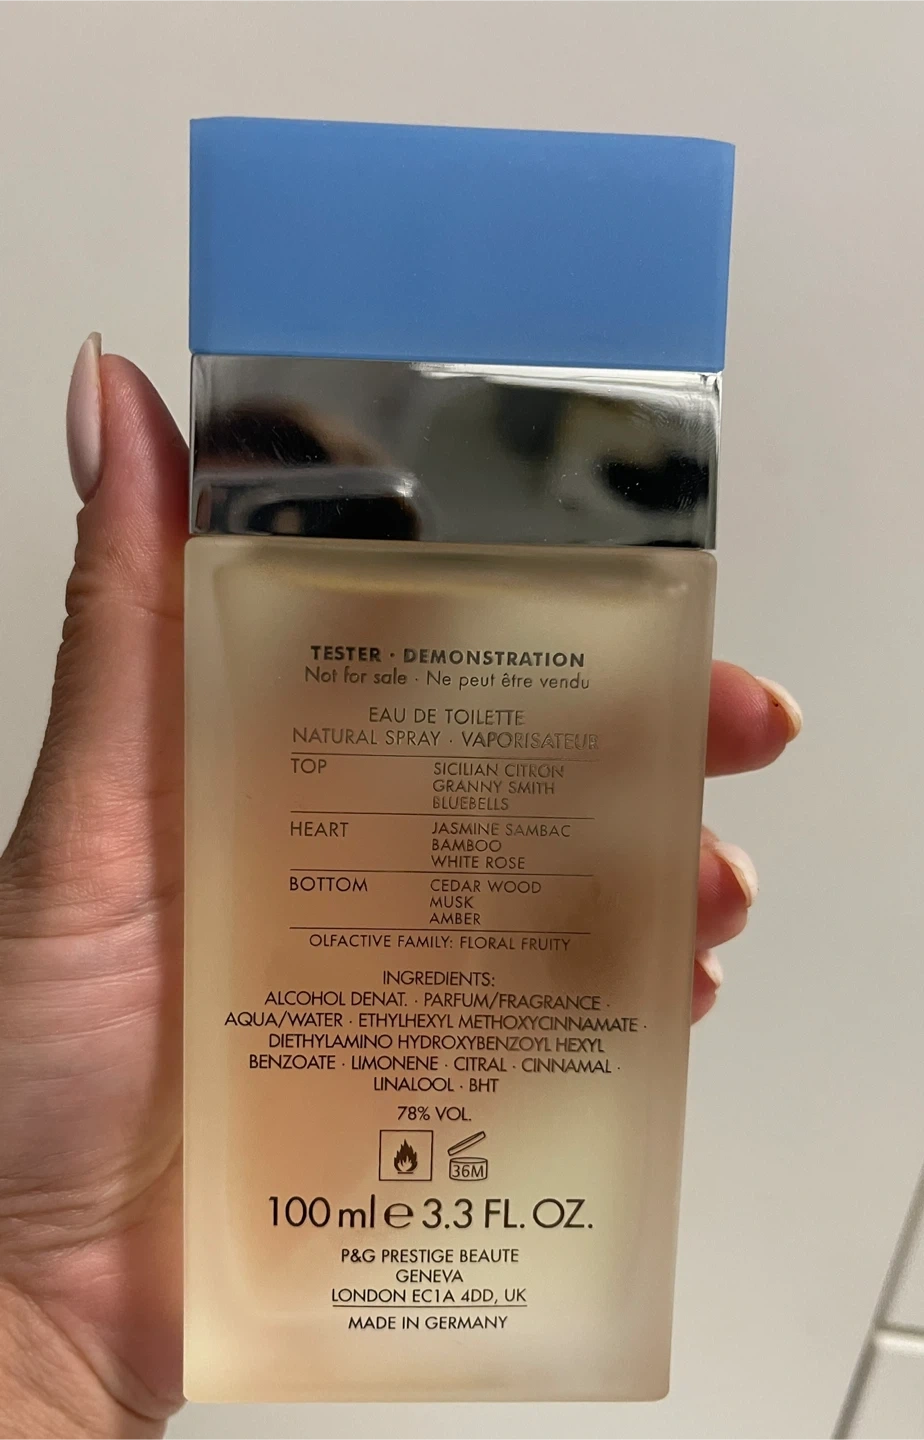 TESTER · DEMONSTRATION
Not for sale · Ne peut être vendu
EAU DE TOILETTE
NATURAL SPRAY · VAPORISATEUR
TOP SICILIAN CITRON
GRANNY SMITH
BLUEBELLS
HEART JASMINE SAMBAC
BAMBOO
WHITE ROSE
BOTTOM CEDAR WOOD
MUSK
AMBER
OLFACTIVE FAMILY: FLORAL FRUITY
INGREDIENTS:
ALCOHOL DENAT. · PARFUM/FRAGRANCE ·
AQUA/WATER · ETHYLHEXYL METHOXYCINNAMATE ·
DIETHYLAMINO HYDROXYBENZOYL HEXYL
BENZOATE · LIMONENE · CITRAL · CINNAMAL ·
LINALOOL · BHT
78% VOL.
36M
100 ml e 3.3 FL. OZ.
P&G PRESTIGE BEAUTE
GENEVA
LONDON EC1A 4DD, UK
MADE IN GERMANY